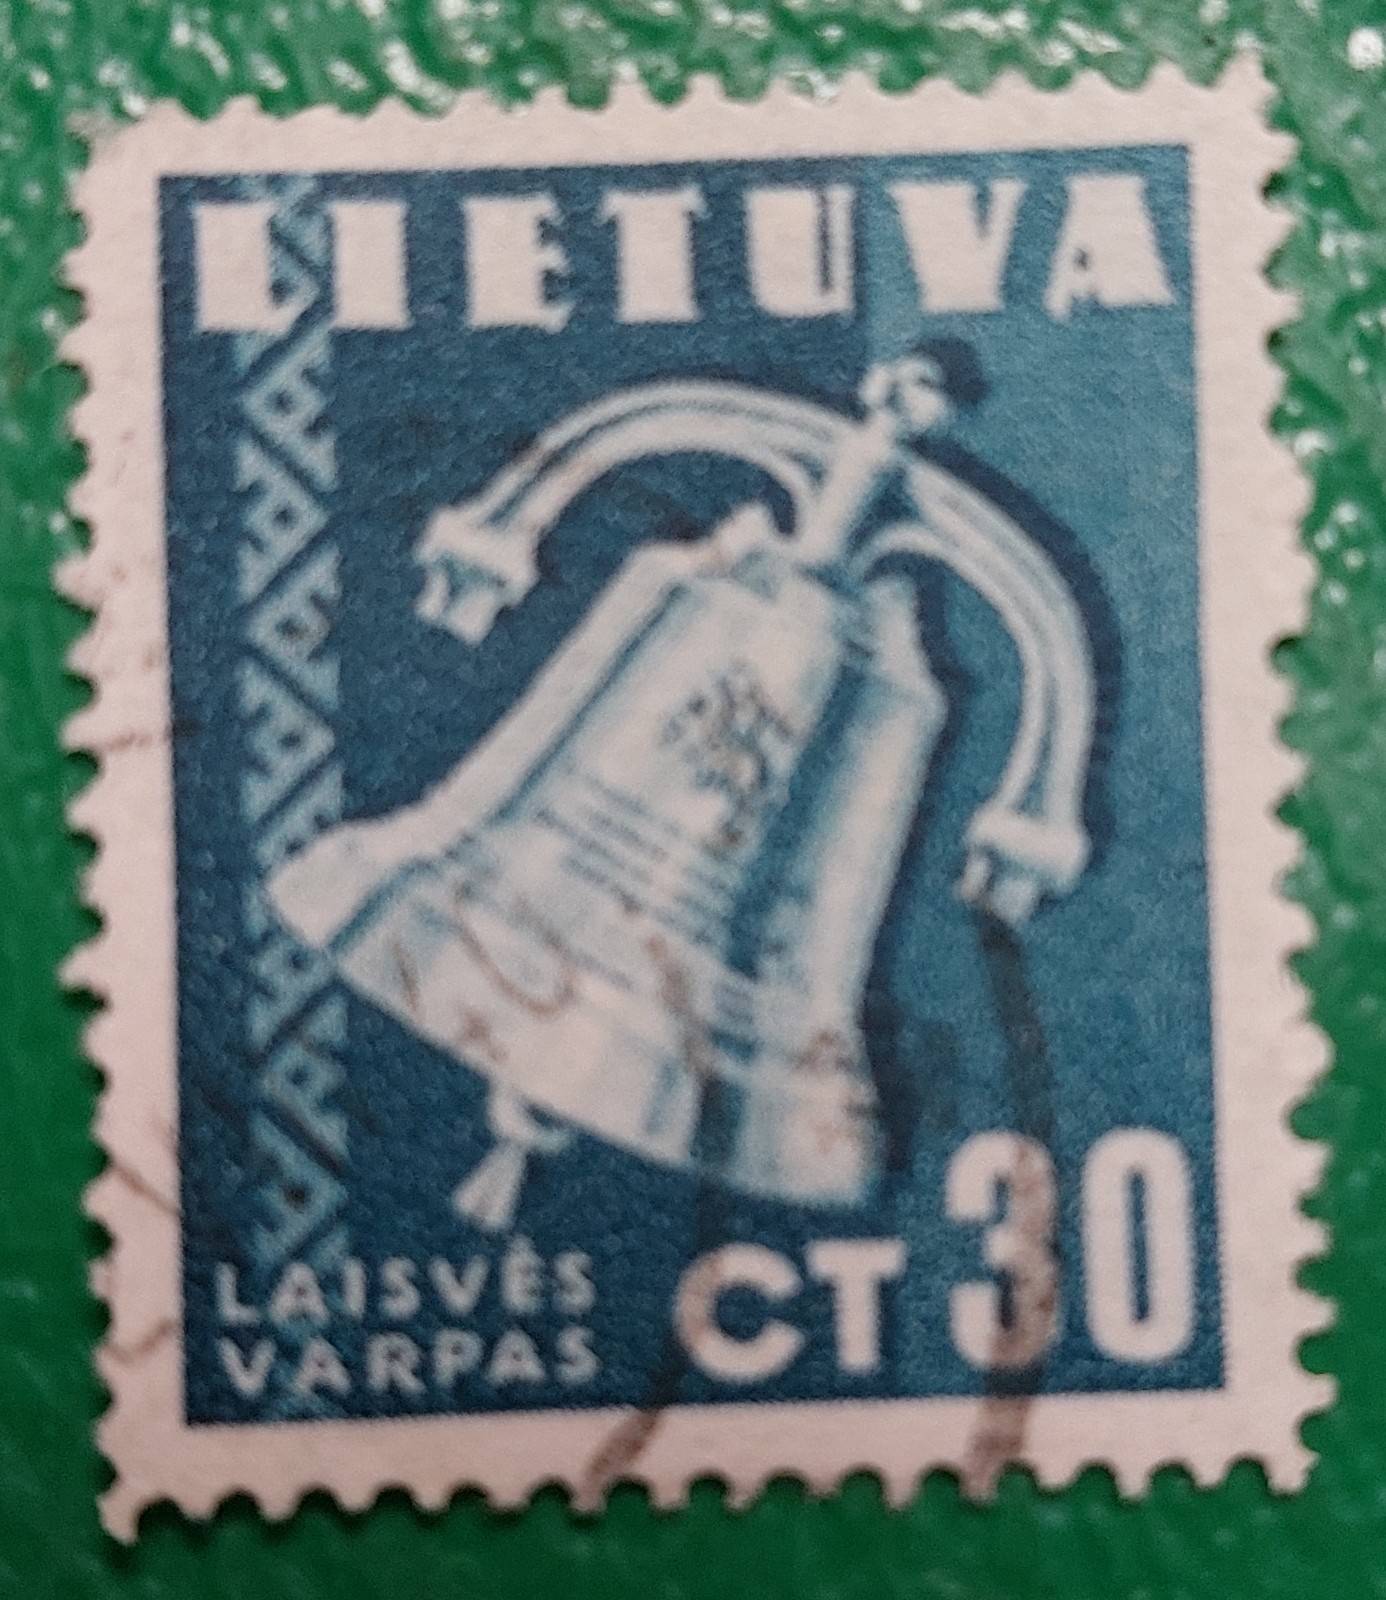 LIETUVA
LAISVĖS
VARPAS
CT 30